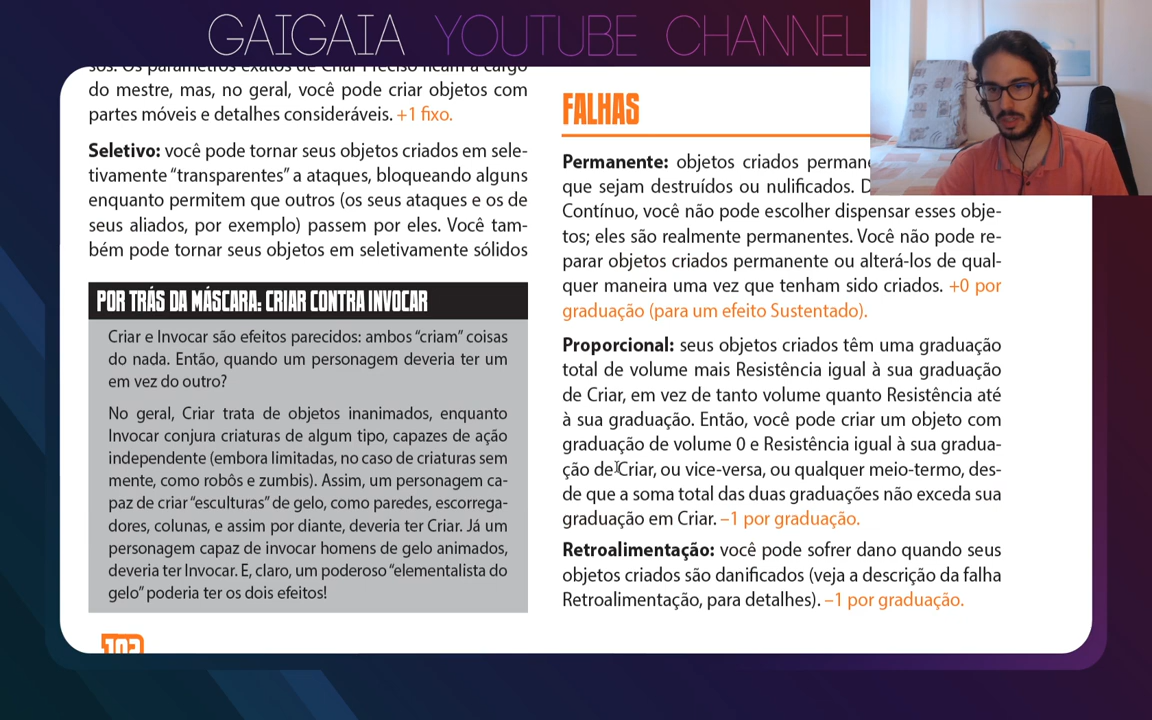 GAIGAIA YOUTUBE CHANNEL
sos. Os parâmetros exatos de Criar Preciso ficam a cargo
do mestre, mas, no geral, você pode criar objetos com
partes móveis e detalhes consideráveis. +1 fixo.
Seletivo: você pode tornar seus objetos criados em sele-
tivamente “transparentes” a ataques, bloqueando alguns
enquanto permitem que outros (os seus ataques e os de
seus aliados, por exemplo) passem por eles. Você tam-
bém pode tornar seus objetos em seletivamente sólidos
POR TRÁS DA MÁSCARA: CRIAR CONTRA INVOCAR
Criar e Invocar são efeitos parecidos: ambos “criam” coisas
do nada. Então, quando um personagem deveria ter um
em vez do outro?
No geral, Criar trata de objetos inanimados, enquanto
Invocar conjura criaturas de algum tipo, capazes de ação
independente (embora limitadas, no caso de criaturas sem
mente, como robôs e zumbis). Assim, um personagem ca-
paz de criar “esculturas” de gelo, como paredes, escorrega-
dores, colunas, e assim por diante, deveria ter Criar. Já um
personagem capaz de invocar homens de gelo animados,
deveria ter Invocar. E, claro, um poderoso “elementalista do
gelo” poderia ter os dois efeitos!
FALHAS
Permanente: objetos criados
que sejam destruídos ou nulificados.
Contínuo, você não pode escolher dispensar esses obje-
tos; eles são realmente permanentes. Você não pode re-
parar objetos criados permanente ou alterá-los de qual-
quer maneira uma vez que tenham sido criados. +0 por
graduação (para um efeito Sustentado).
Proporcional: seus objetos criados têm uma graduação
total de volume mais Resistência igual à sua graduação
de Criar, em vez de tanto volume quanto Resistência até
à sua graduação. Então, você pode criar um objeto com
graduação de volume 0 e Resistência igual à sua gradua-
ção de Criar, ou vice-versa, ou qualquer meio-termo, des-
de que a soma total das duas graduações não exceda sua
graduação em Criar. –1 por graduação.
Retroalimentação: você pode sofrer dano quando seus
objetos criados são danificados (veja a descrição da falha
Retroalimentação, para detalhes). –1 por graduação.